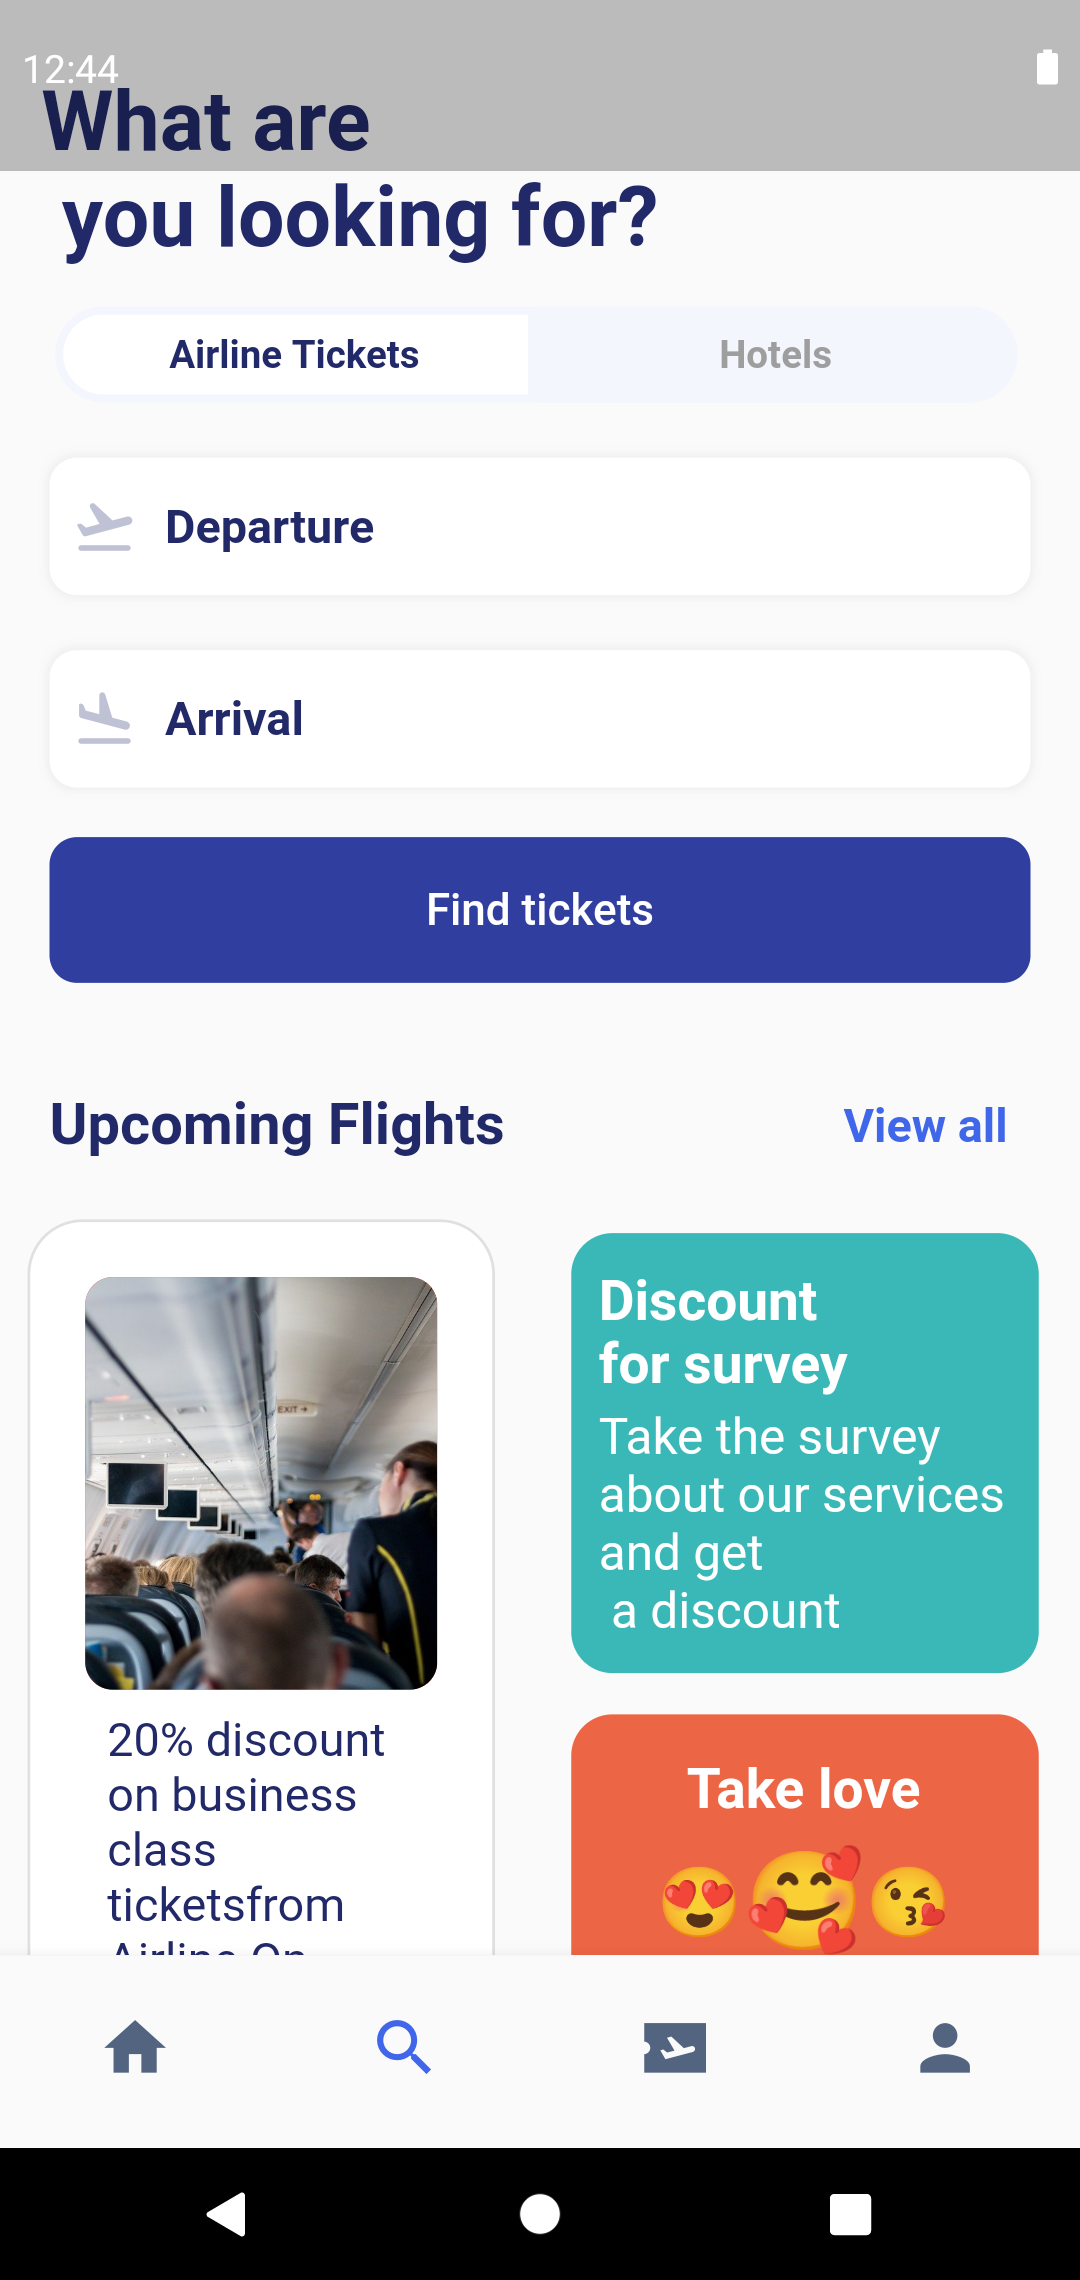 12:44
What are
you looking for?
Airline Tickets
Hotels
Departure
Arrival
Find tickets
Upcoming Flights
View all
EXIT
20% discount
on business
class
ticketsfrom
Airline On
Discount
for survey
Take the survey
about our services
and get
a discount
Take love